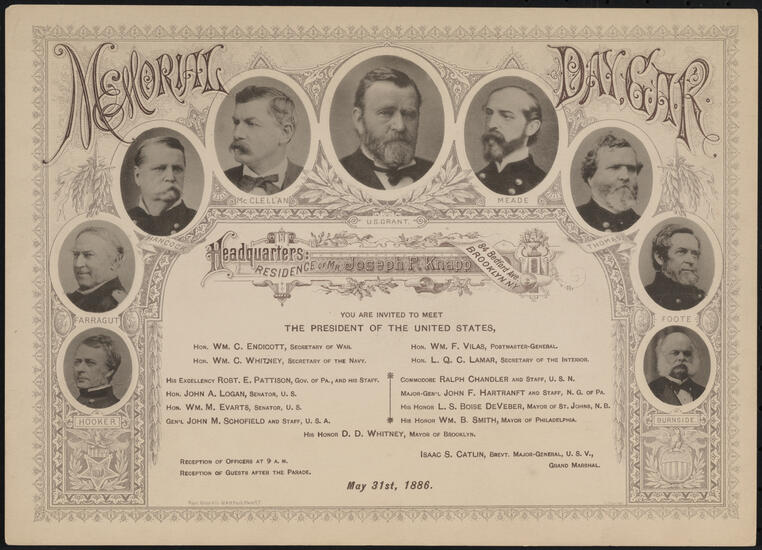 MEMORIAL DAY. G.A.R.
McCLELLAN
U.S. GRANT.
MEADE
HANCOCK
THOMAS
FARRAGUT
FOOTE
HOOKER
BURNSIDE
Headquarters:
RESIDENCE OF MR. Joseph F. Knapp
84 Bedford Ave.
BROOKLYN N.Y.
YOU ARE INVITED TO MEET
THE PRESIDENT OF THE UNITED STATES,
HON. WM. C. ENDICOTT, SECRETARY OF WAR.
HON. WM. F. VILAS, POSTMASTER-GENERAL.
HON. WM. C. WHITNEY, SECRETARY OF THE NAVY.
HON. L. Q. C. LAMAR, SECRETARY OF THE INTERIOR.
HIS EXCELLENCY ROBT. E. PATTISON, GOV. OF PA., AND HIS STAFF.
COMMODORE RALPH CHANDLER AND STAFF, U. S. N.
HON. JOHN A. LOGAN, SENATOR, U. S.
MAJOR-GEN'L JOHN F. HARTRANFT AND STAFF, N. G. OF PA.
HON. WM. M. EVARTS, SENATOR, U. S.
HIS HONOR L. S. BOISE DEVEBER, MAYOR OF ST. JOHNS, N. B.
GEN'L JOHN M. SCHOFIELD AND STAFF, U. S. A.
HIS HONOR WM. B. SMITH, MAYOR OF PHILADELPHIA.
HIS HONOR D. D. WHITNEY, MAYOR OF BROOKLYN.
RECEPTION OF OFFICERS AT 9 A. M.
RECEPTION OF GUESTS AFTER THE PARADE.
ISAAC S. CATLIN, BREVT. MAJOR-GENERAL, U. S. V.,
GRAND MARSHAL.
May 31st, 1886.